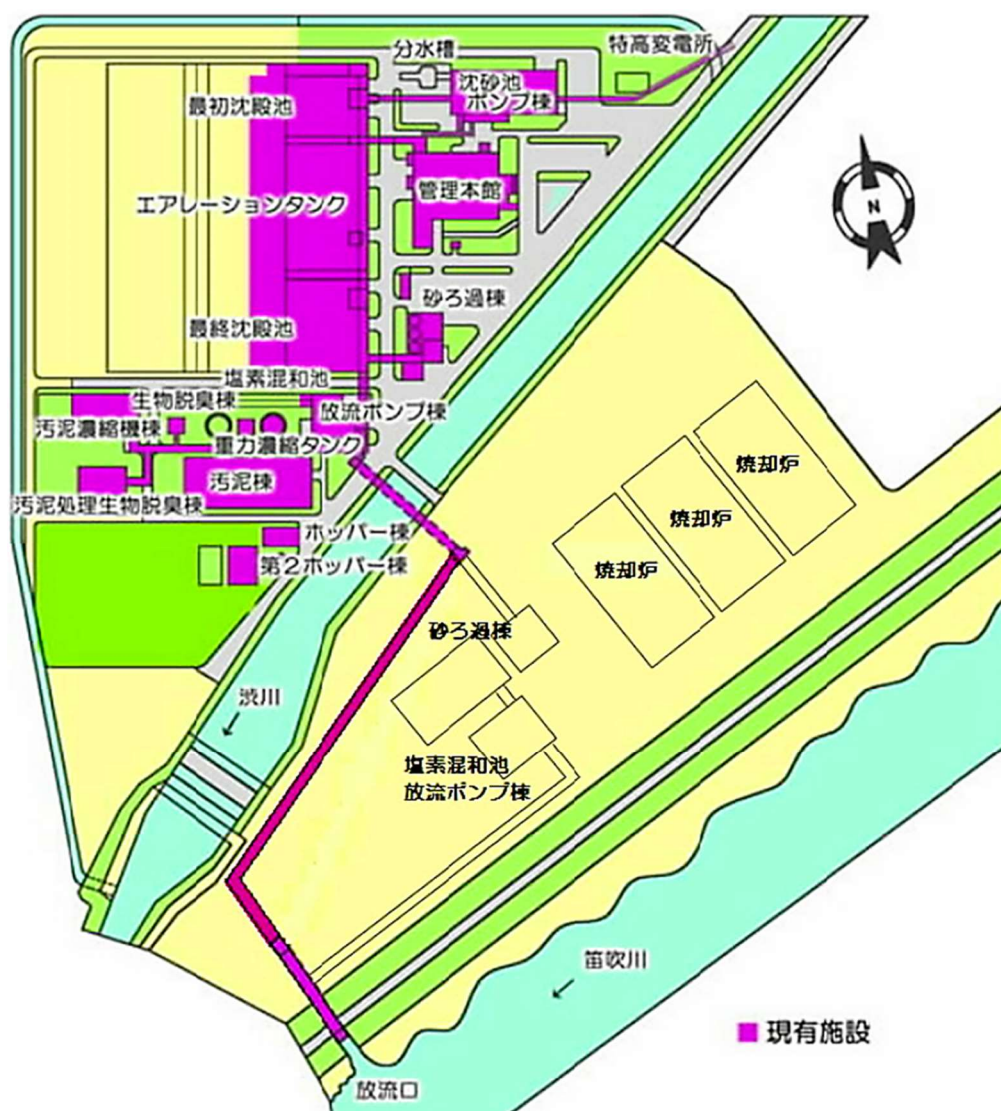 分水槽
特高変電所
沈砂池
ポンプ棟
最初沈殿池
管理本館
エアレーションタンク
N
砂ろ過棟
最終沈殿池
塩素混和池
生物脱臭棟
放流ポンプ棟
汚泥濃縮機棟
重力濃縮タンク
汚泥棟
汚泥処理生物脱臭棟
ホッパー棟
第2ホッパー棟
焼却炉
焼却炉
焼却炉
砂ろ過棟
渋川
塩素混和池
放流ポンプ棟
笛吹川
現有施設
放流口